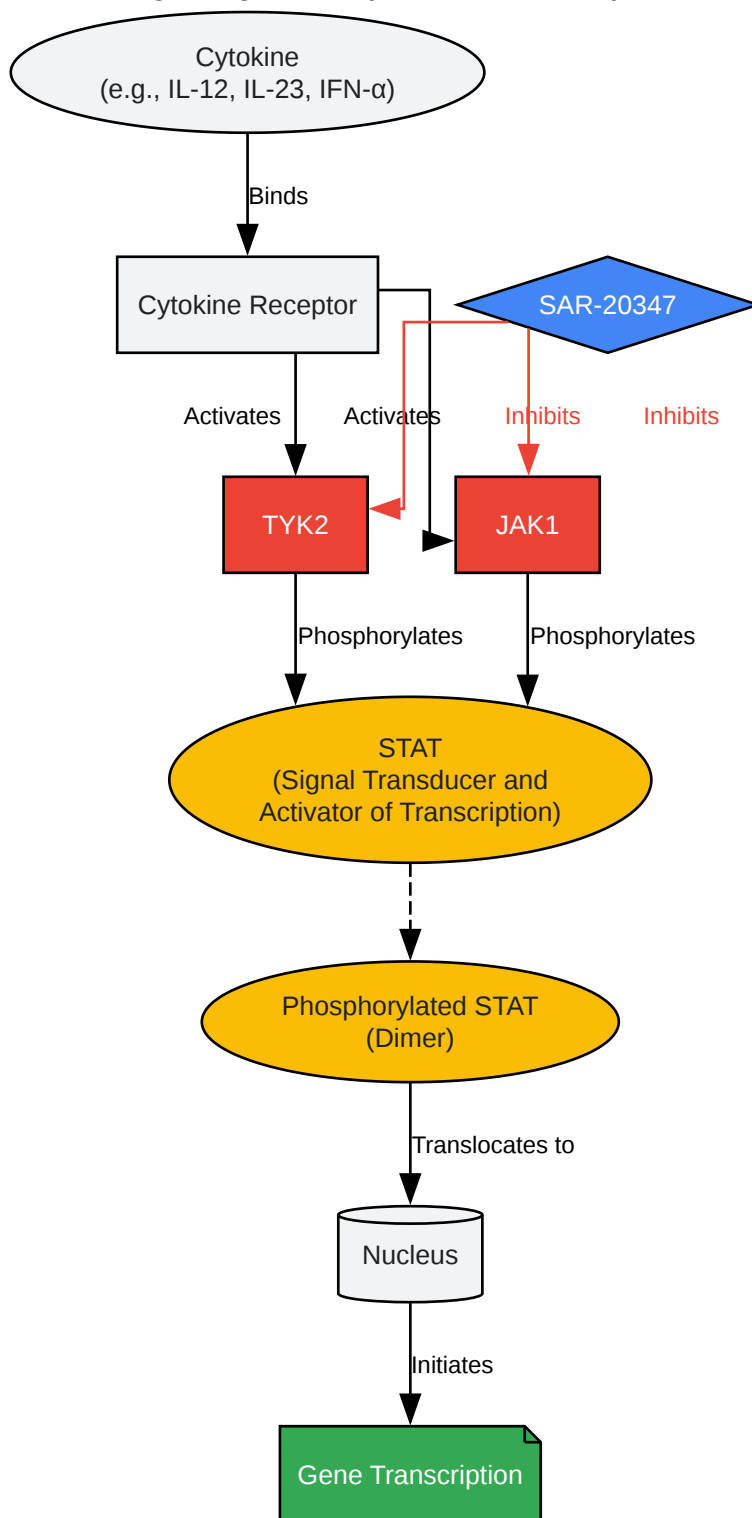 Cytokine
(e.g., IL-12, IL-23, IFN-α)
Binds
Cytokine Receptor
SAR-20347
Activates
Activates
Inhibits
Inhibits
TYK2
JAK1
Phosphorylates
Phosphorylates
STAT
(Signal Transducer and
Activator of Transcription)
Phosphorylated STAT
(Dimer)
Translocates to
Nucleus
Initiates
Gene Transcription